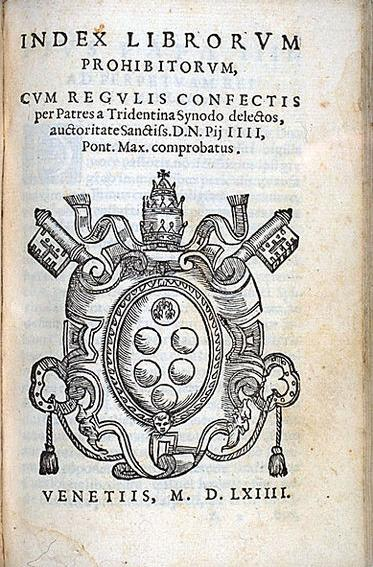 INDEX LIBRORVM
PROHIBITORVM,
CVM REGVLIS CONFECTIS
per Patres a Tridentina Synodo delectos,
auctoritate Sanctiss. D.N. Pij IIII,
Pont. Max. comprobatus.
VENETIIS, M. D. LXIIII.